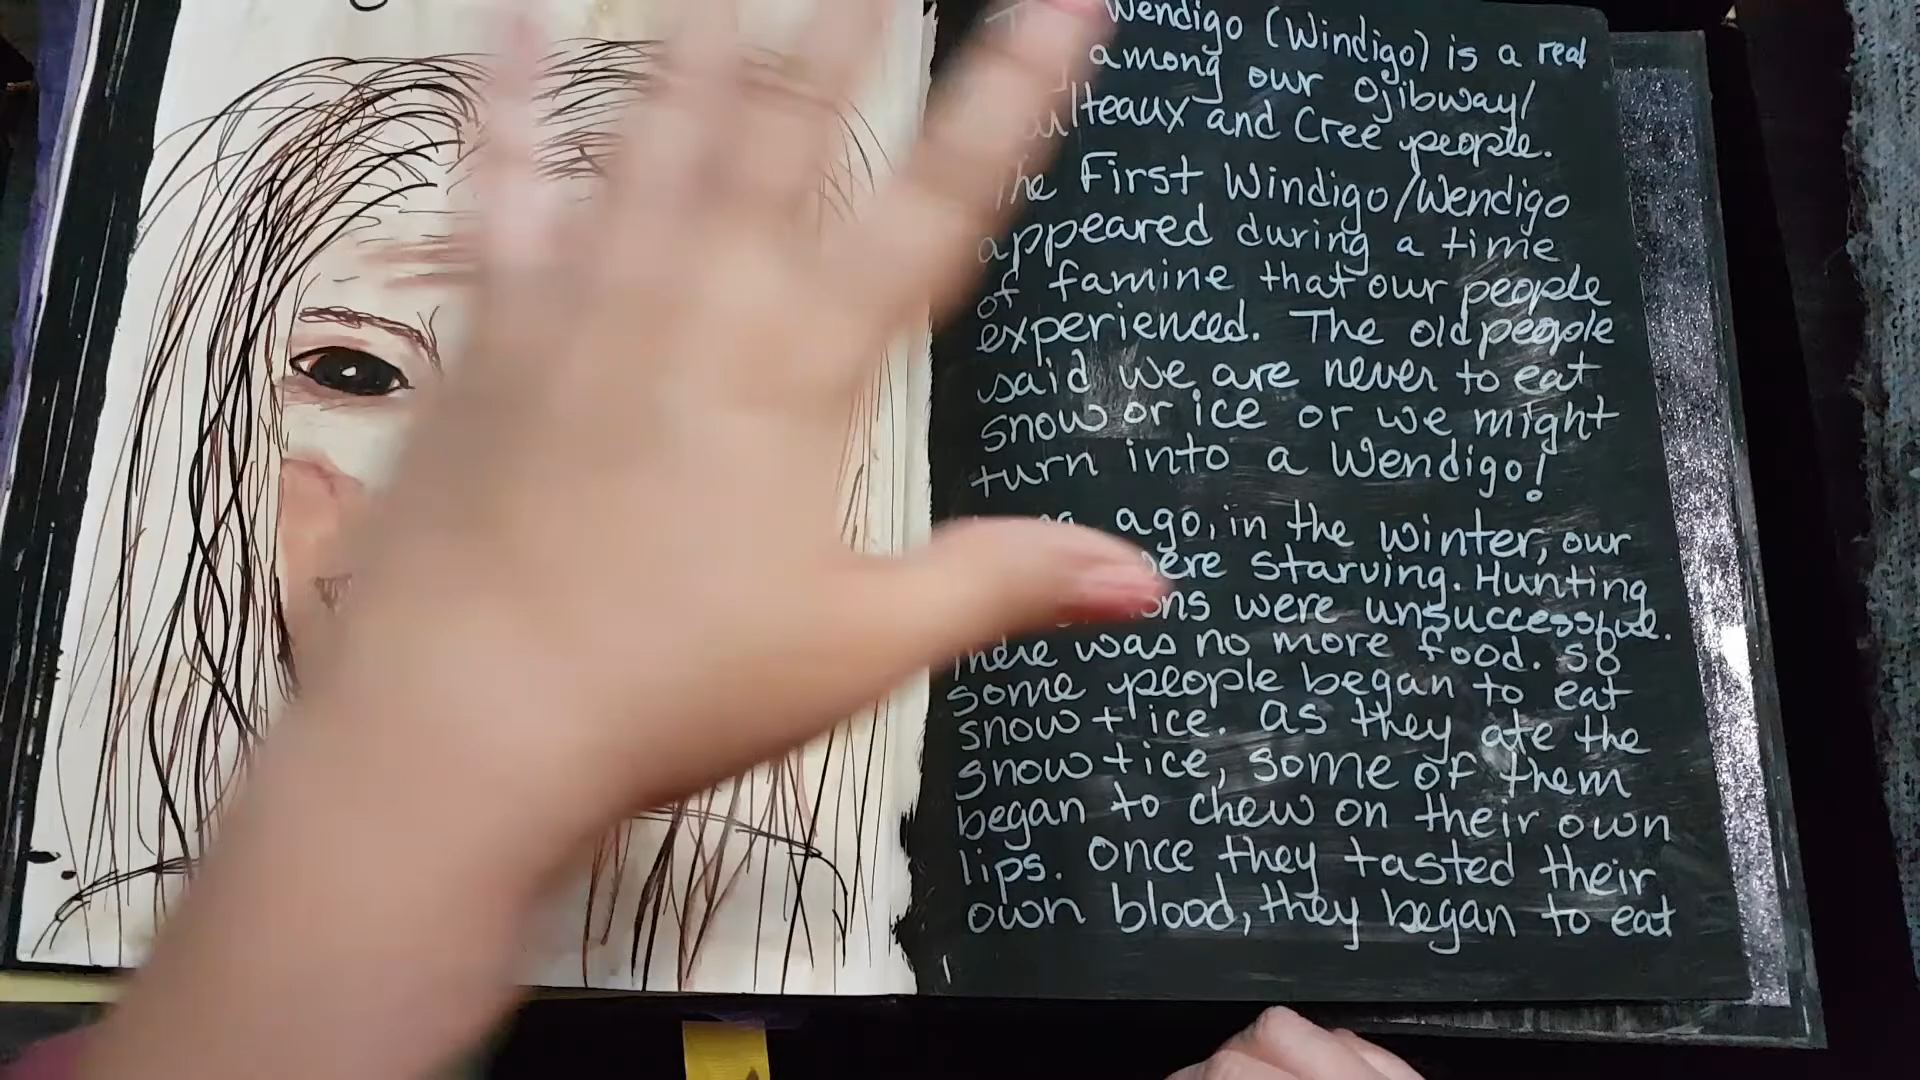 Wendigo (Windigo) is a real
among our Ojibway/
and Cree people.
The First Windigo/Wendigo
appeared during a time
of famine that our people
experienced. The old people
said we are never to eat
snow or ice or we might
turn into a Wendigo!
ago, in the winter, our
were starving. Hunting
were unsuccessful.
There was no more food. So
some people began to eat
snow + ice. As they ate the
snow + ice, some of them
began to chew on their own
lips. Once they tasted their
own blood, they began to eat